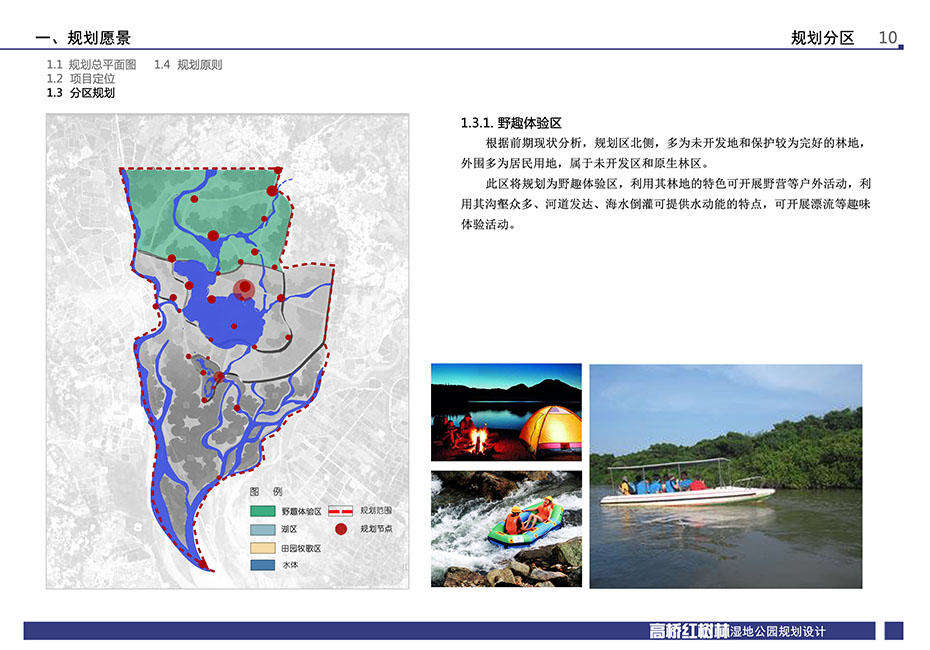 一、规划愿景
规划分区 10
1.1 规划总平面图 1.4 规划原则
1.2 项目定位
1.3 分区规划
1.3.1. 野趣体验区
根据前期现状分析，规划区北侧，多为未开发地和保护较为完好的林地，
外围多为居民用地，属于未开发区和原生林区。
此区将规划为野趣体验区，利用其林地的特色可开展野营等户外活动，利
用其沟壑众多、河道发达、海水倒灌可提供水动能的特点，可开展漂流等趣味
体验活动。
图 例
野趣体验区 规划范围
湖区 规划节点
田园牧歌区
水体
高桥红树林湿地公园规划设计